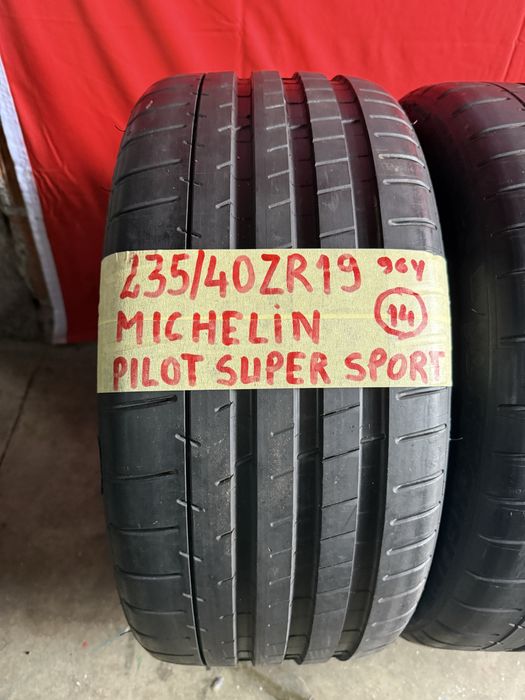 235/40ZR19 96Y
MICHELIN 14
PILOT SUPER SPORT